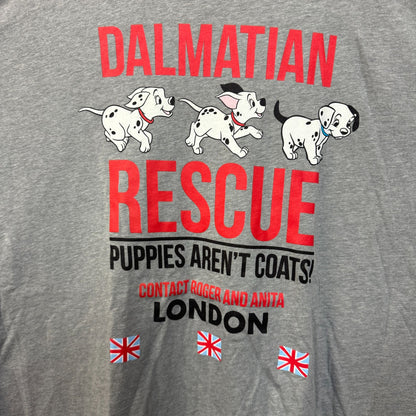 DALMATIAN
RESCUE
PUPPIES AREN'T COATS!
CONTACT ROGER AND ANITA
LONDON